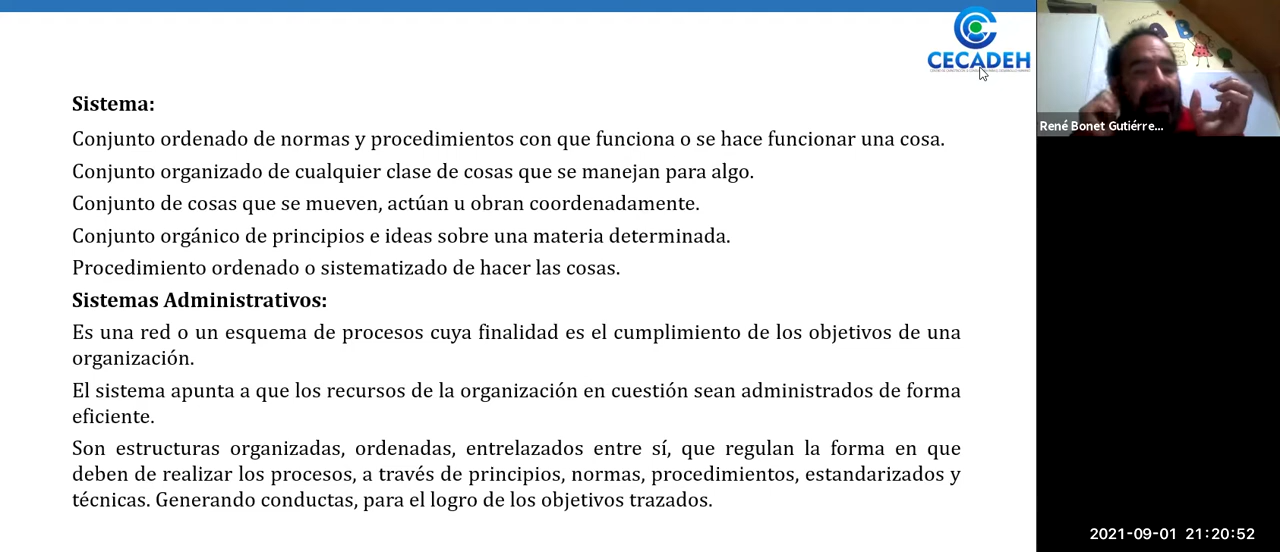 CECADEH
Sistema:
Conjunto ordenado de normas y procedimientos con que funciona o se hace funcionar una cosa.
Conjunto organizado de cualquier clase de cosas que se manejan para algo.
Conjunto de cosas que se mueven, actúan u obran coordenadamente.
Conjunto orgánico de principios e ideas sobre una materia determinada.
Procedimiento ordenado o sistematizado de hacer las cosas.
Sistemas Administrativos:
Es una red o un esquema de procesos cuya finalidad es el cumplimiento de los objetivos de una
organización.
El sistema apunta a que los recursos de la organización en cuestión sean administrados de forma
eficiente.
Son estructuras organizadas, ordenadas, entrelazados entre sí, que regulan la forma en que
deben de realizar los procesos, a través de principios, normas, procedimientos, estandarizados y
técnicas. Generando conductas, para el logro de los objetivos trazados.
René Bonet Gutiérre...
2021-09-01 21:20:52